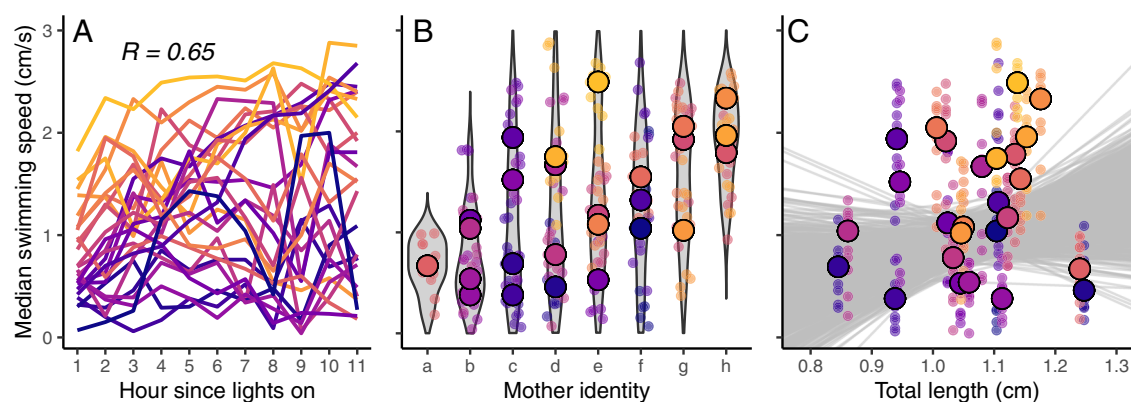 A
R = 0.65
B
C
Median swimming speed (cm/s)
3
2
1
0
1 2 3 4 5 6 7 8 9 10 11
Hour since lights on
a b c d e f g h
Mother identity
0.8 0.9 1.0 1.1 1.2 1.3
Total length (cm)